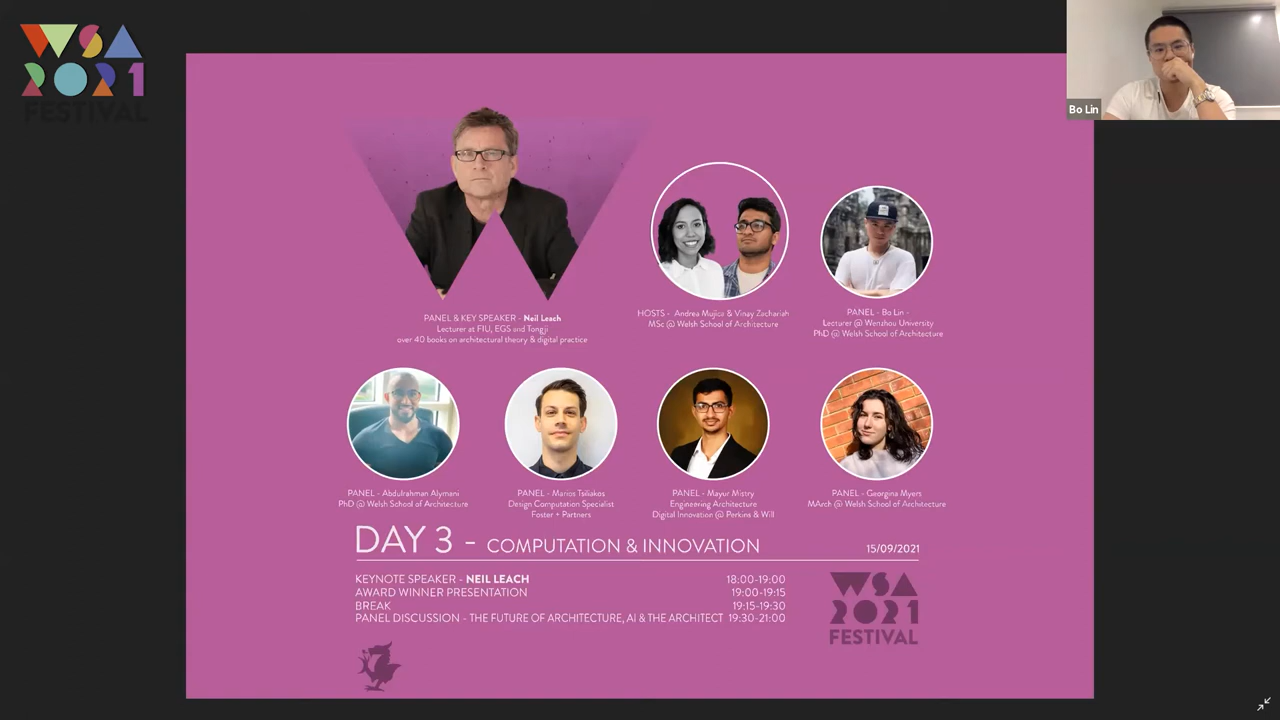 WSA
2021
FESTIVAL
Bo Lin
PANEL & KEY SPEAKER - Neil Leach
Lecturer at FIU, EGS and Tongji
over 40 books on architectural theory & digital practice
HOSTS - Andrea Mujica & Vinay Zachariah
MSc @ Welsh School of Architecture
PANEL - Bo Lin -
Lecturer @ Wenzhou University
PhD @ Welsh School of Architecture
PANEL - Abdulrahman Alymani
PhD @ Welsh School of Architecture
PANEL - Marios Tsiliakos
Design Computation Specialist
Foster + Partners
PANEL - Mayur Mistry
Engineering Architecture
Digital Innovation @ Perkins & Will
PANEL - Georgina Myers
MArch @ Welsh School of Architecture
DAY 3 - COMPUTATION & INNOVATION 15/09/2021
KEYNOTE SPEAKER - NEIL LEACH 18:00-19:00
AWARD WINNER PRESENTATION 19:00-19:15
BREAK 19:15-19:30
PANEL DISCUSSION - THE FUTURE OF ARCHITECTURE, AI & THE ARCHITECT 19:30-21:00
WSA
2021
FESTIVAL